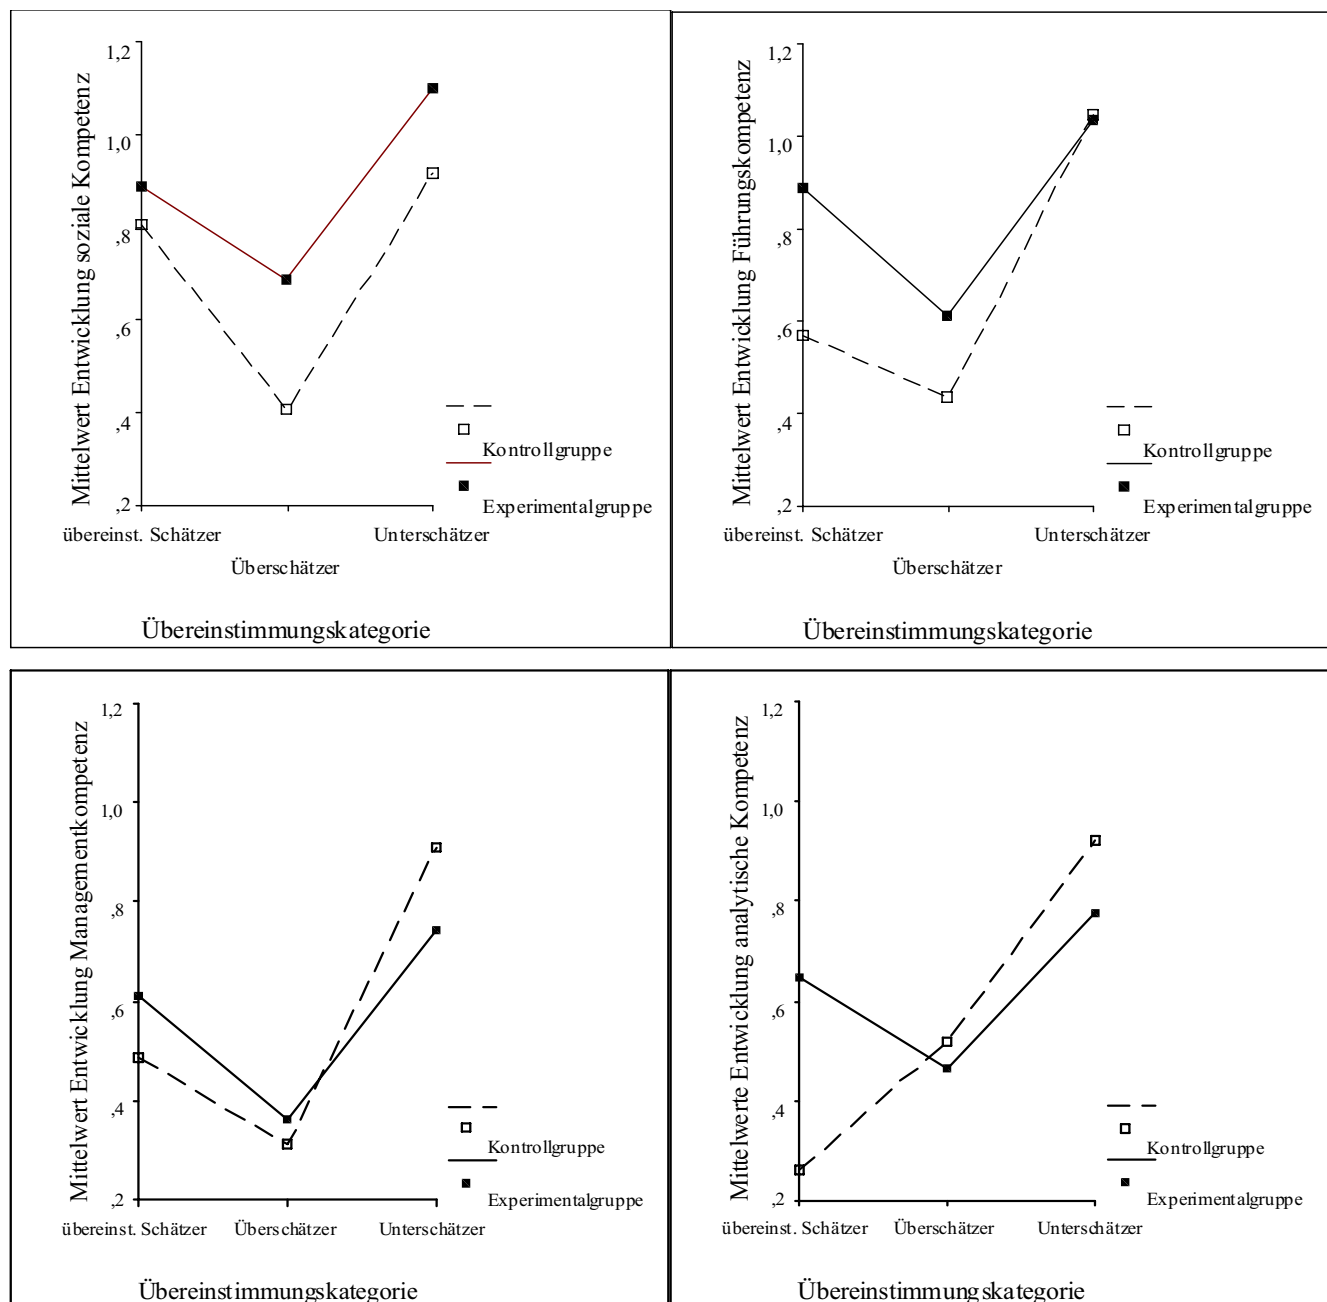 Mittelwert Entwicklung soziale Kompetenz
1,2
1,0
,8
,6
,4
,2
Kontrollgruppe
Experimentalgruppe
übereinst. Schätzer
Unterschätzer
Überschätzer
Übereinstimmungskategorie
Mittelwert Entwicklung Führungskompetenz
1,2
1,0
,8
,6
,4
,2
Kontrollgruppe
Experimentalgruppe
übereinst. Schätzer
Unterschätzer
Überschätzer
Übereinstimmungskategorie
Mittelwert Entwicklung Managementkompetenz
1,2
1,0
,8
,6
,4
,2
Kontrollgruppe
Experimentalgruppe
übereinst. Schätzer Überschätzer Unterschätzer
Übereinstimmungskategorie
Mittelwerte Entwicklung analytische Kompetenz
1,2
1,0
,8
,6
,4
,2
Kontrollgruppe
Experimentalgruppe
übereinst. Schätzer Überschätzer Unterschätzer
Übereinstimmungskategorie